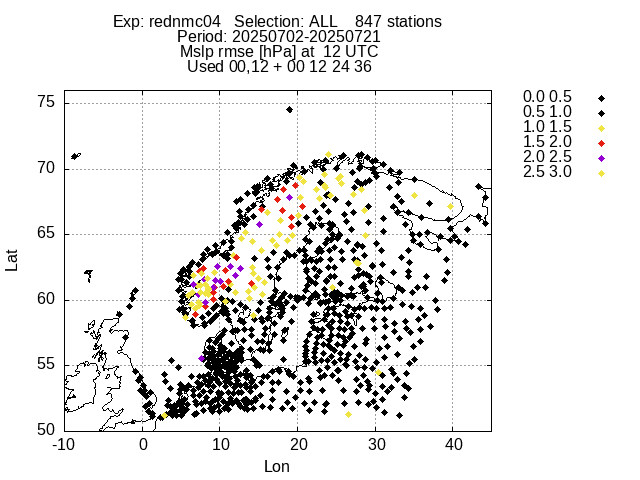 Exp: rednmc04   Selection: ALL    847 stations
Period: 20250702-20250721
Mslp rmse [hPa] at  12 UTC
Used 00,12 + 00 12 24 36
0.0 0.5
0.5 1.0
1.0 1.5
1.5 2.0
2.0 2.5
2.5 3.0
75
70
65
60
55
50
Lat
-10 0 10 20 30 40
Lon